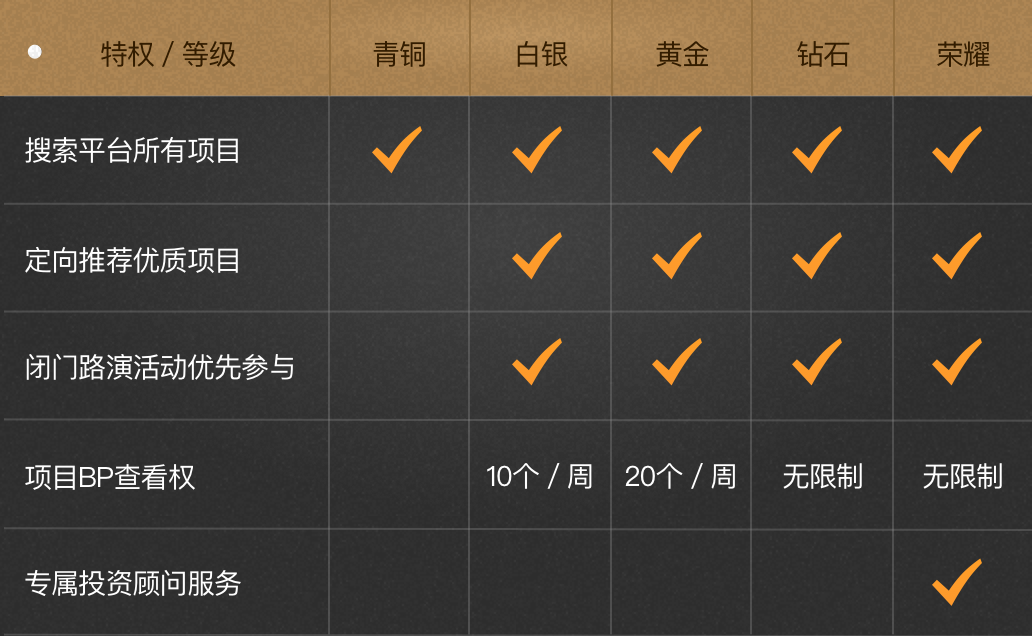 特权 / 等级 青铜 白银 黄金 钻石 荣耀
搜索平台所有项目
定向推荐优质项目
闭门路演活动优先参与
项目BP查看权 10个 / 周 20个 / 周 无限制 无限制
专属投资顾问服务